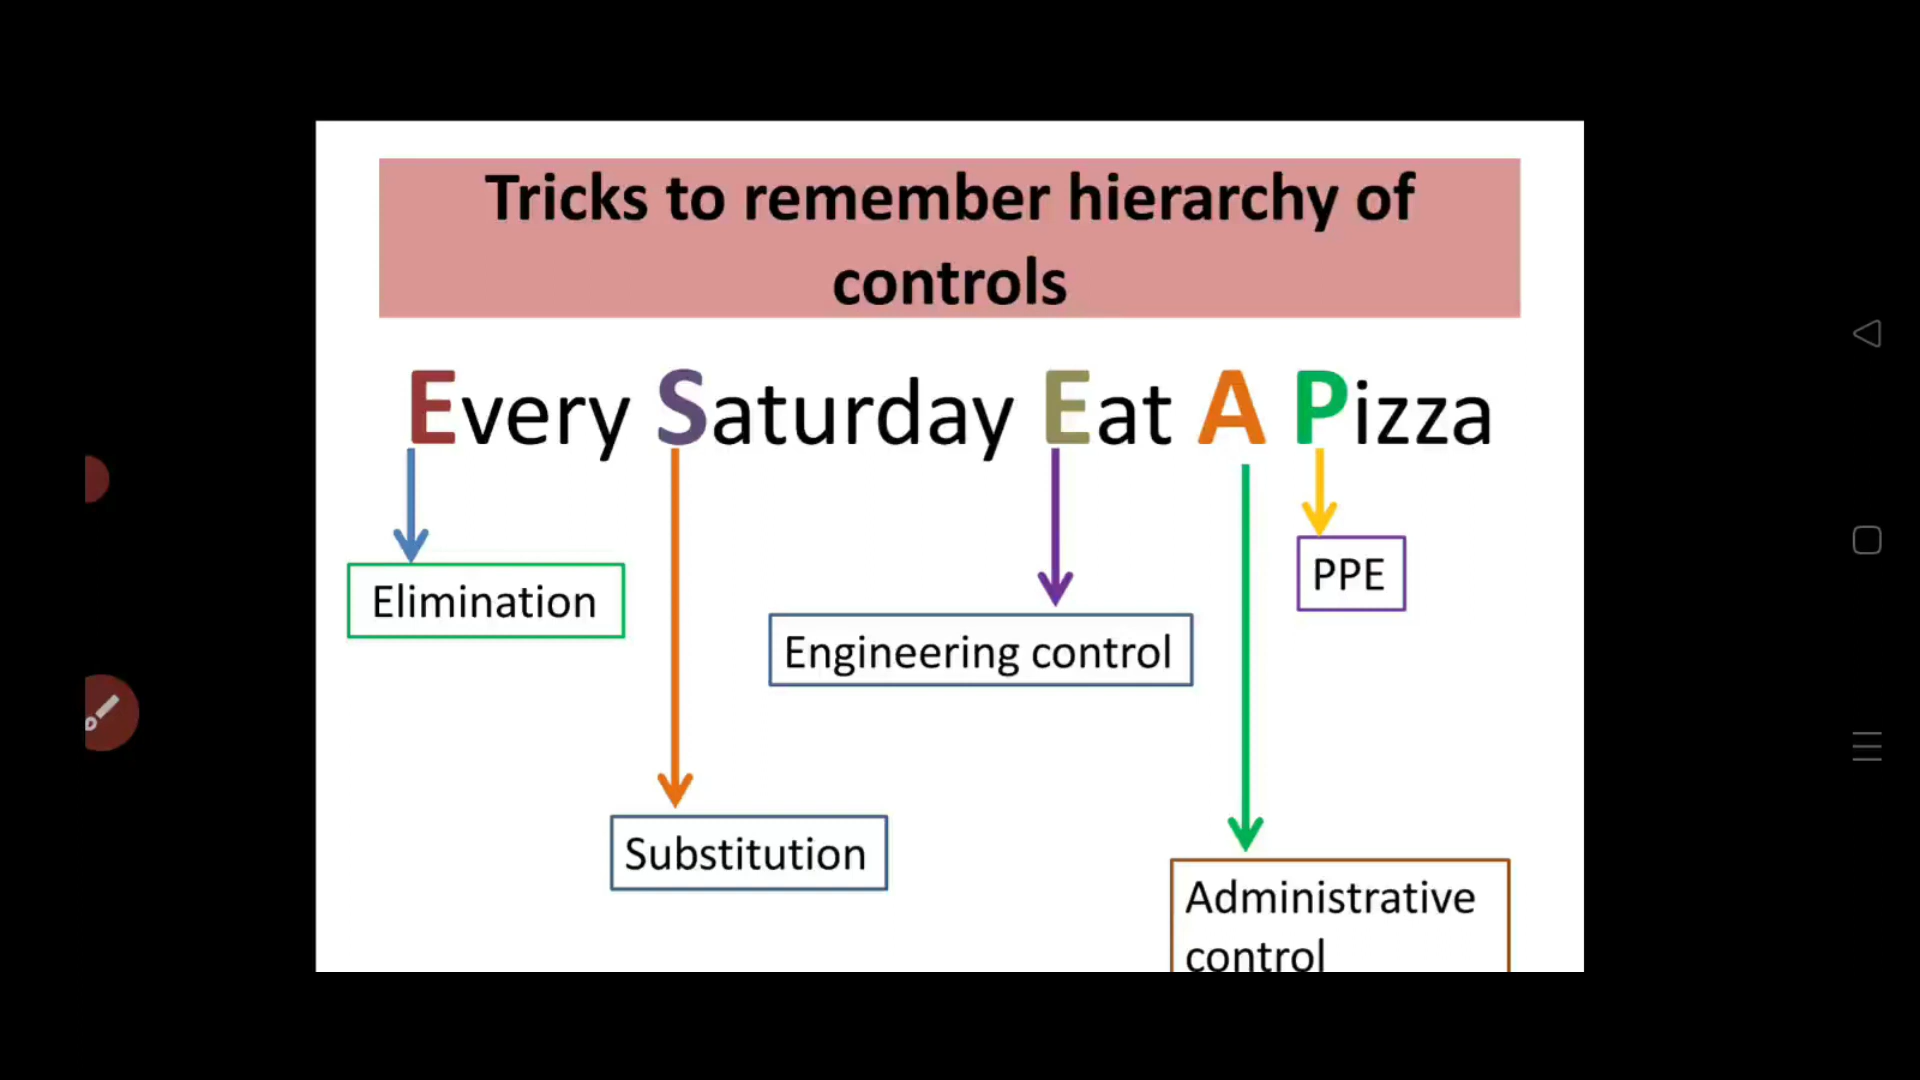 Tricks to remember hierarchy of
controls
Every Saturday Eat A Pizza
Elimination
PPE
Engineering control
Substitution
Administrative
control